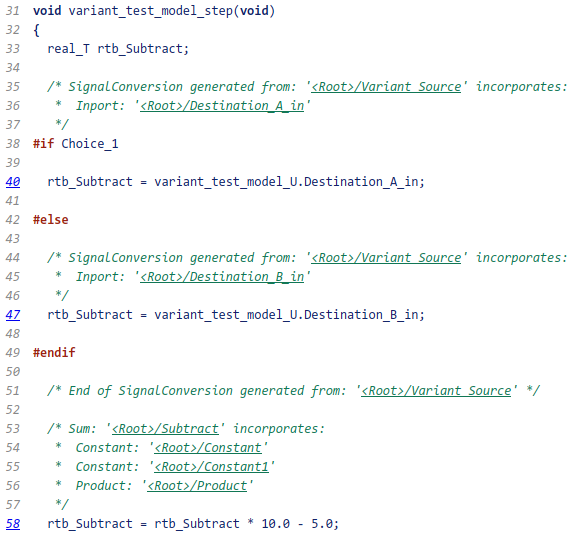 31 void variant_test_model_step(void)
32 {
33   real_T rtb_Subtract;
34
35   /* SignalConversion generated from: '<Root>/Variant Source' incorporates:
36    *  Inport: '<Root>/Destination_A_in'
37    */
38 #if Choice_1
39
40   rtb_Subtract = variant_test_model_U.Destination_A_in;
41
42 #else
43
44   /* SignalConversion generated from: '<Root>/Variant Source' incorporates:
45    *  Inport: '<Root>/Destination_B_in'
46    */
47   rtb_Subtract = variant_test_model_U.Destination_B_in;
48
49 #endif
50
51   /* End of SignalConversion generated from: '<Root>/Variant Source' */
52
53   /* Sum: '<Root>/Subtract' incorporates:
54    *  Constant: '<Root>/Constant'
55    *  Constant: '<Root>/Constant1'
56    *  Product: '<Root>/Product'
57    */
58   rtb_Subtract = rtb_Subtract * 10.0 - 5.0;